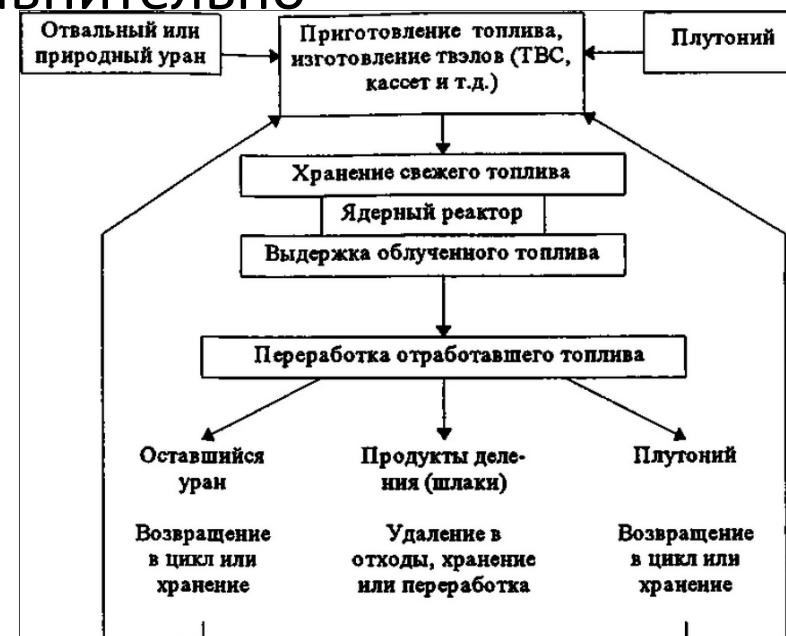 Отвальный или
природный уран
Приготовление топлива,
изготовление твэлов (ТВС,
кассет и т.д.)
Плутоний
Хранение свежего топлива
Ядерный реактор
Выдержка облученного топлива
Переработка отработавшего топлива
Оставшийся
уран
Продукты деле-
ния (шлаки)
Плутоний
Возвращение
в цикл или
хранение
Удаление в
отходы, хранение
или переработка
Возвращение
в цикл или
хранение